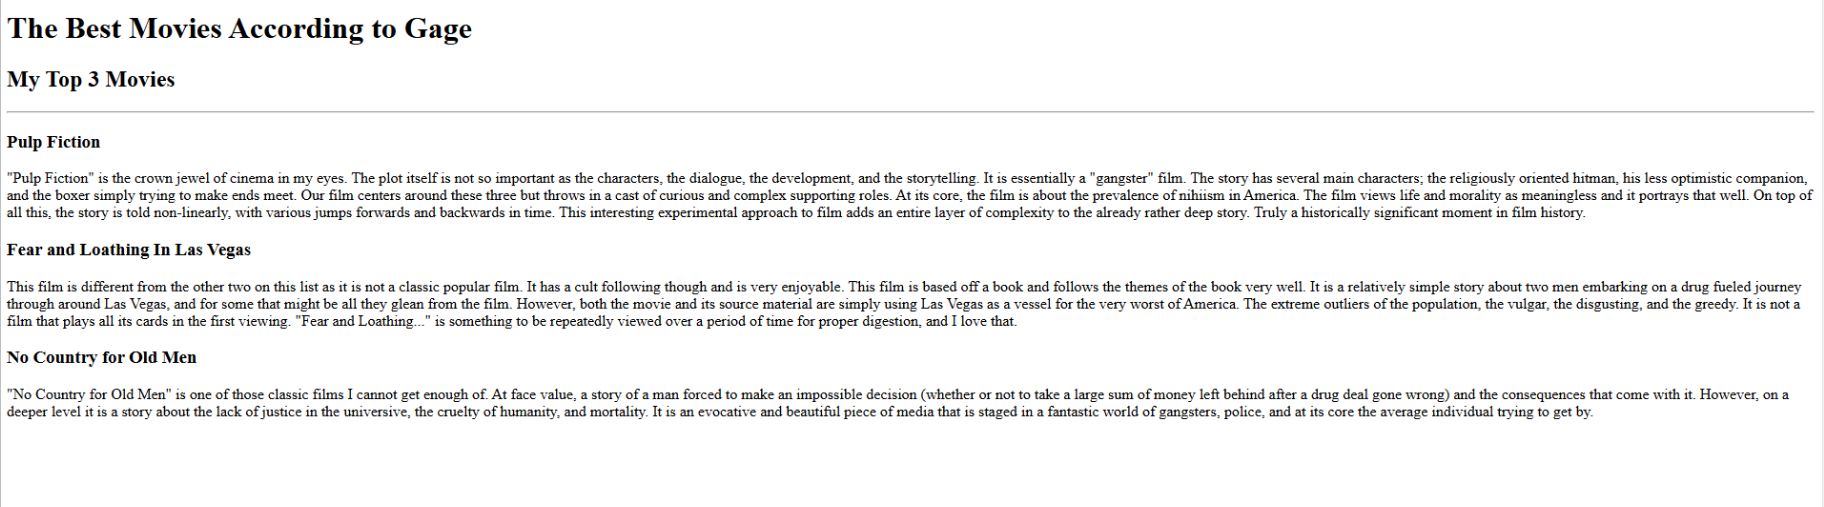 The Best Movies According to Gage
My Top 3 Movies
Pulp Fiction
"Pulp Fiction" is the crown jewel of cinema in my eyes. The plot itself is not so important as the characters, the dialogue, the development, and the storytelling. It is essentially a "gangster" film. The story has several main characters; the religiously oriented hitman, his less optimistic companion,
and the boxer simply trying to make ends meet. Our film centers around these three but throws in a cast of curious and complex supporting roles. At its core, the film is about the prevalence of nihiism in America. The film views life and morality as meaningless and it portrays that well. On top of
all this, the story is told non-linearly, with various jumps forwards and backwards in time. This interesting experimental approach to film adds an entire layer of complexity to the already rather deep story. Truly a historically significant moment in film history.
Fear and Loathing In Las Vegas
This film is different from the other two on this list as it is not a classic popular film. It has a cult following though and is very enjoyable. This film is based off a book and follows the themes of the book very well. It is a relatively simple story about two men embarking on a drug fueled journey
through around Las Vegas, and for some that might be all they glean from the film. However, both the movie and its source material are simply using Las Vegas as a vessel for the very worst of America. The extreme outliers of the population, the vulgar, the disgusting, and the greedy. It is not a
film that plays all its cards in the first viewing. "Fear and Loathing..." is something to be repeatedly viewed over a period of time for proper digestion, and I love that.
No Country for Old Men
"No Country for Old Men" is one of those classic films I cannot get enough of. At face value, a story of a man forced to make an impossible decision (whether or not to take a large sum of money left behind after a drug deal gone wrong) and the consequences that come with it. However, on a
deeper level it is a story about the lack of justice in the universive, the cruelty of humanity, and mortality. It is an evocative and beautiful piece of media that is staged in a fantastic world of gangsters, police, and at its core the average individual trying to get by.